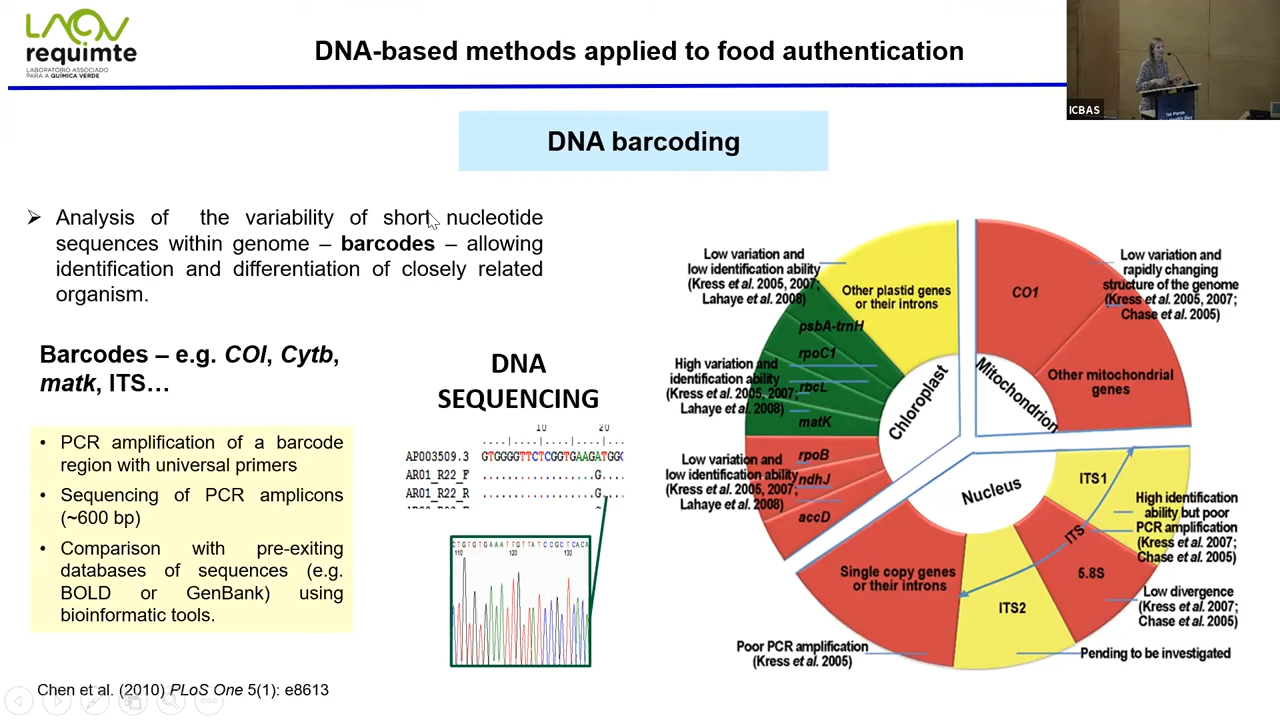 LAQV
requimte
LABORATÓRIO ASSOCIADO
PARA A QUÍMICA VERDE
DNA-based methods applied to food authentication
ICBAS
DNA barcoding
Analysis of the variability of short nucleotide
sequences within genome – barcodes – allowing
identification and differentiation of closely related
organism.
Barcodes – e.g. COI, Cytb,
matk, ITS…
• PCR amplification of a barcode
region with universal primers
• Sequencing of PCR amplicons
(~600 bp)
• Comparison with pre-exiting
databases of sequences (e.g.
BOLD or GenBank) using
bioinformatic tools.
DNA
SEQUENCING
10 20
AP003509.3 GTGGGGTTCTCGGTGAAGATGG
AR01_R22_F ..................G...
AR01_R22_R ..................G...
CTGTGTGAAATTGTTATCCGCTCACA
110 120 130
Low variation and
low identification ability
(Kress et al. 2005, 2007;
Lahaye et al. 2008)
High variation and
identification ability
(Kress et al. 2005, 2007;
Lahaye et al. 2008)
Low variation and
low identification ability
(Kress et al. 2005, 2007;
Lahaye et al. 2008)
Other plastid genes
or their introns
psbA-trnH
rpoC1
rbcL
matK
rpoB
ndhJ
accD
Chloroplast
Mitochondrion
CO1
Other mitochondrial
genes
Low variation and
rapidly changing
structure of the genome
(Kress et al. 2005, 2007;
Chase et al. 2005)
Nucleus
ITS1
ITS
5.8S
ITS2
Single copy genes
or their introns
High identification
ability but poor
PCR amplification
(Kress et al. 2007;
Chase et al. 2005)
Low divergence
(Kress et al. 2007;
Chase et al. 2005)
Pending to be investigated
Poor PCR amplification
(Kress et al. 2005)
Chen et al. (2010) PLoS One 5(1): e8613